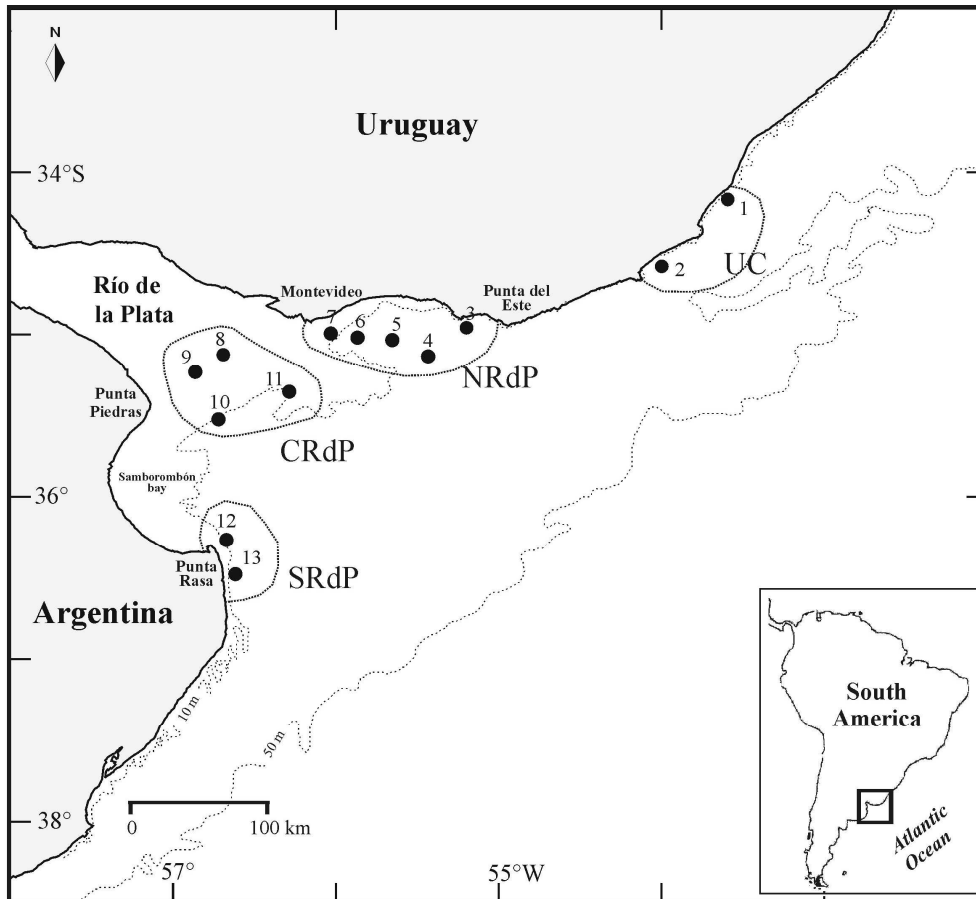 N
Uruguay
34°S
1
UC
2
Río de
la Plata
Montevideo
Punta del
Este
7
6
5
4
3
NRdP
8
9
11
10
Punta
Piedras
CRdP
Samborombón
bay
36°
12
13
Punta
Rasa
SRdP
Argentina
10 m
50 m
South
America
Atlantic
Ocean
0
100 km
38°
57°
55°W